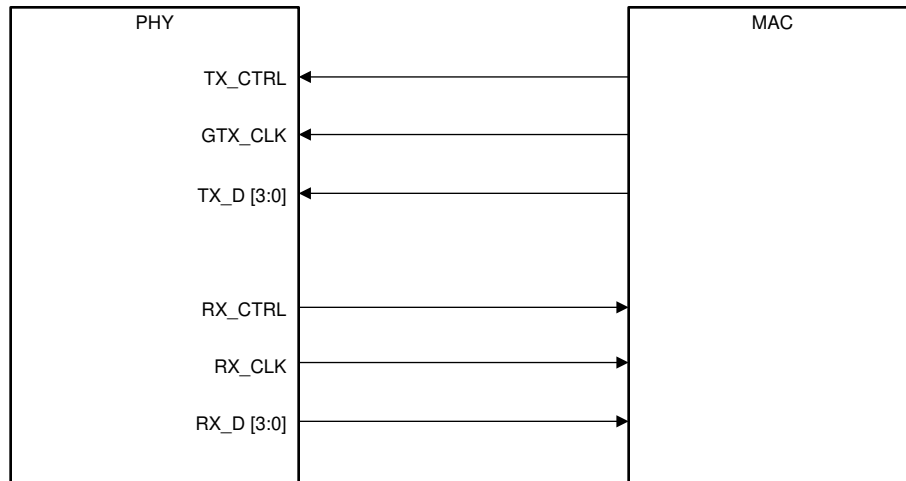 PHY
MAC
TX_CTRL
GTX_CLK
TX_D [3:0]
RX_CTRL
RX_CLK
RX_D [3:0]